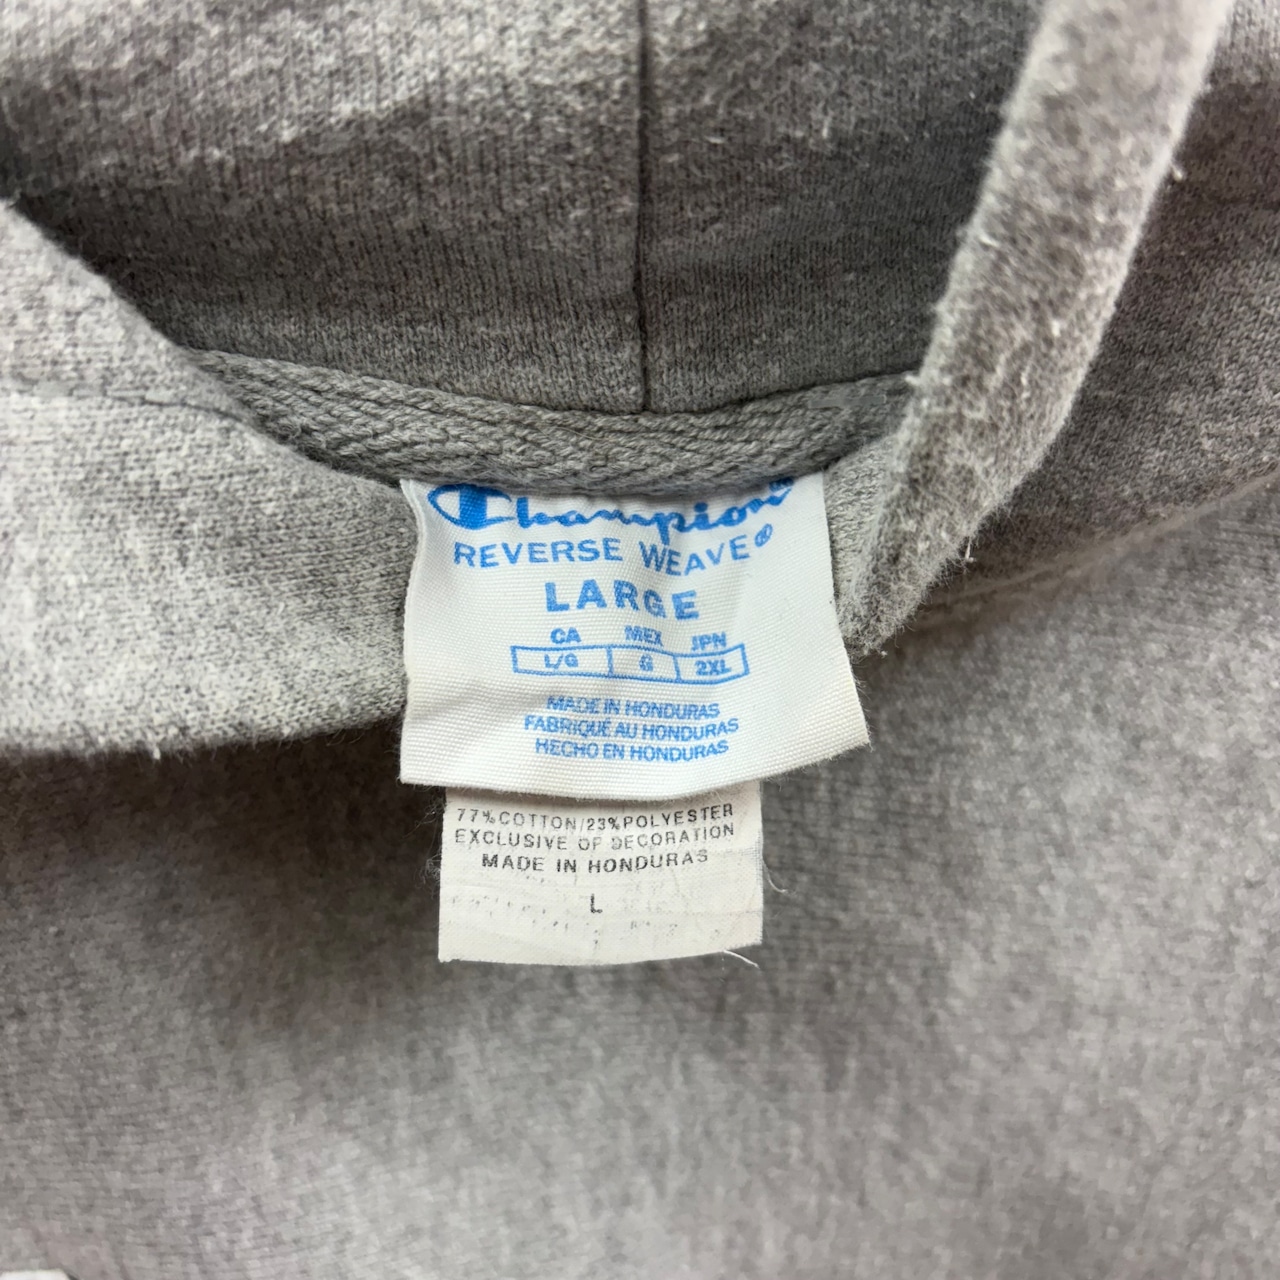 Champion
REVERSE WEAVE®
LARGE
CA MEX JPN
L/G G 2XL
MADE IN HONDURAS
FABRIQUÉ AU HONDURAS
HECHO EN HONDURAS
77% COTTON/23% POLYESTER
EXCLUSIVE OF DECORATION
MADE IN HONDURAS
L